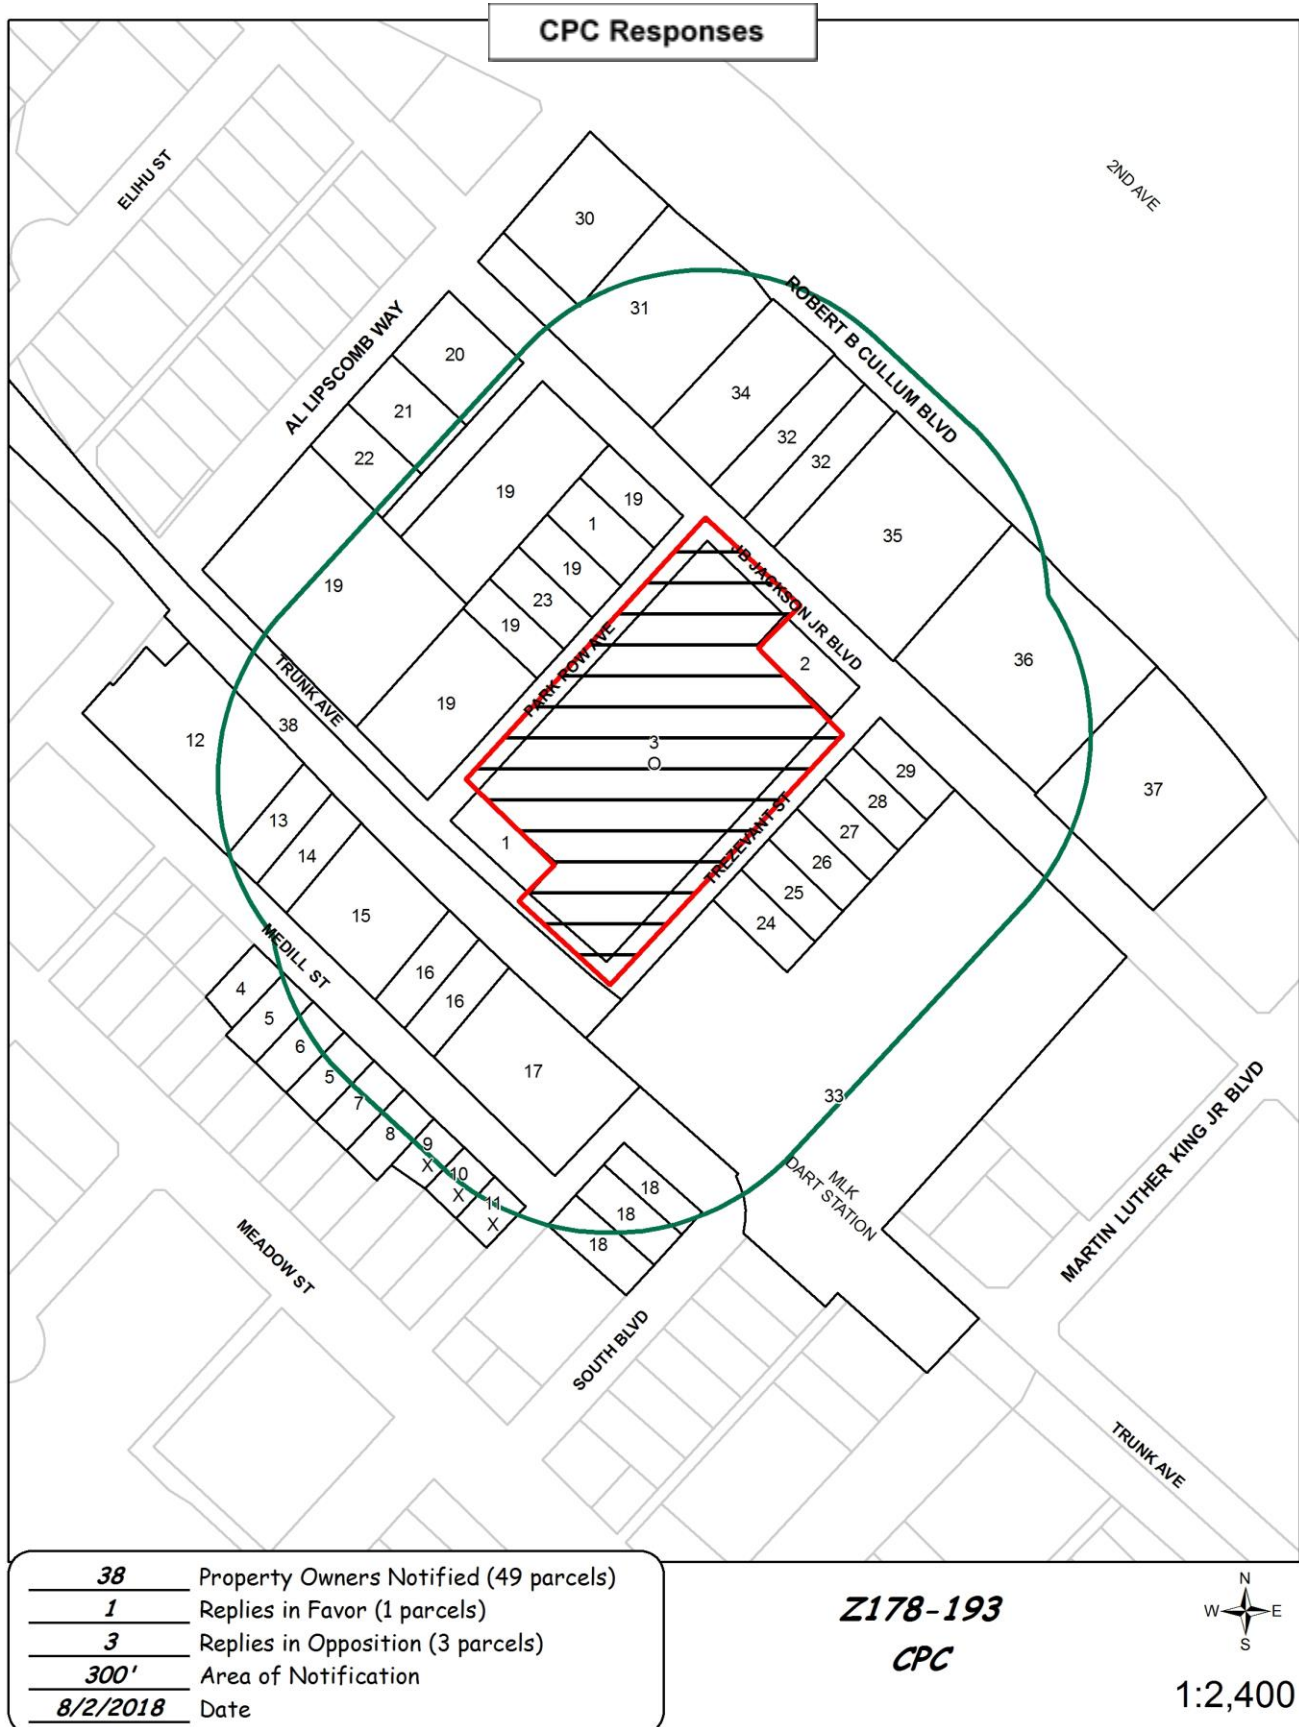 CPC Responses
2ND AVE
ELIHU ST
30
ROBERT B CULLUM BLVD
31
AL LIPSCOMB WAY
20
34
21
32
22
32
19
19
1
35
JB JACKSON JR BLVD
19
19
23
19
36
2
PARK ROW AVE
TRUNK AVE
19
38
12
3
O
29
37
28
13
27
TREZEVANT ST
1
14
26
25
15
24
MEDILL ST
16
4
16
5
6
17
5
33
7
8
9
X
10
X
11
X
18
18
18
MLK
DART STATION
MARTIN LUTHER KING JR BLVD
MEADOW ST
SOUTH BLVD
TRUNK AVE
38 Property Owners Notified (49 parcels)
1 Replies in Favor (1 parcels)
3 Replies in Opposition (3 parcels)
300' Area of Notification
8/2/2018 Date
Z178-193
CPC
N
W E
S
1:2,400